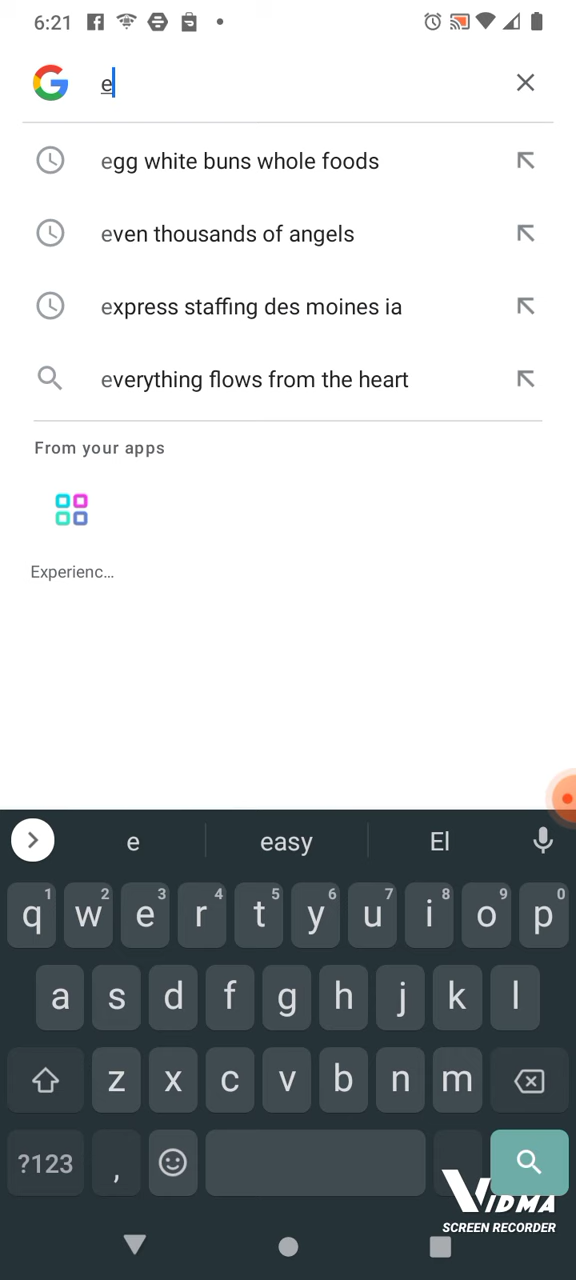 6:21
e
egg white buns whole foods
even thousands of angels
express staffing des moines ia
everything flows from the heart
From your apps
Experienc...
e easy El
q1 w2 e3 r4 t5 y6 u7 i8 o9 p0
a s d f g h j k l
z x c v b n m
?123 ,
VIDMA
SCREEN RECORDER